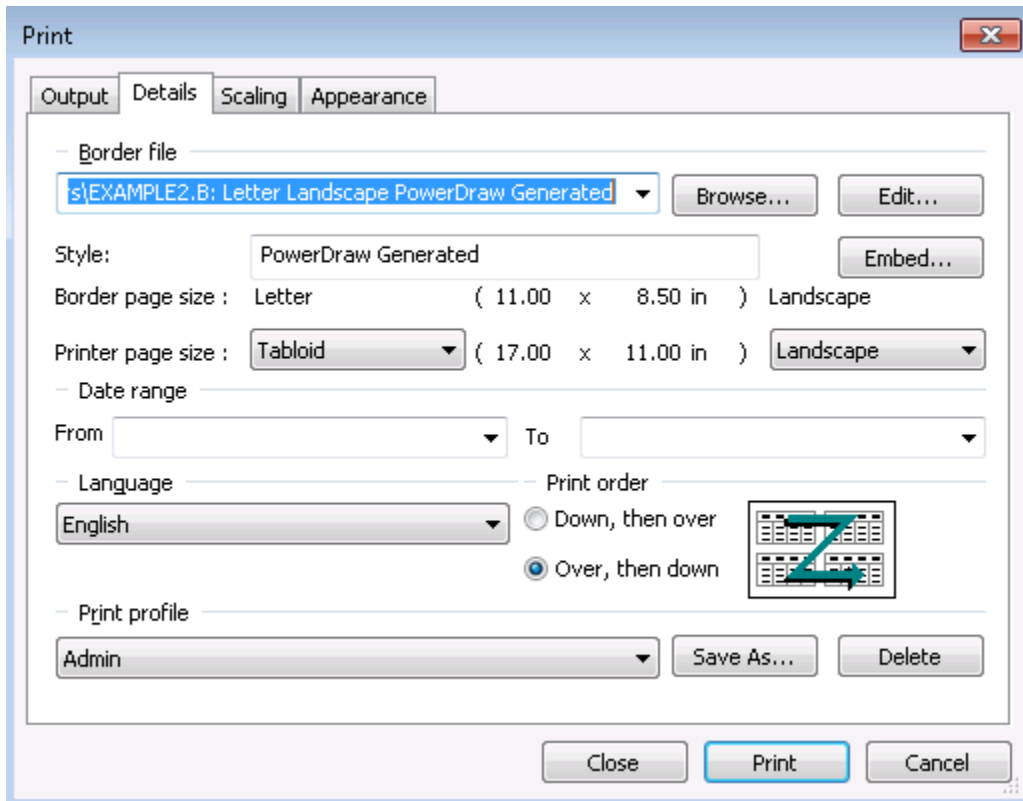 Print
Output Details Scaling Appearance
Border file
s\EXAMPLE2.B: Letter Landscape PowerDraw Generated Browse... Edit...
Style: PowerDraw Generated Embed...
Border page size : Letter ( 11.00 x 8.50 in ) Landscape
Printer page size : Tabloid ( 17.00 x 11.00 in ) Landscape
Date range
From To
Language Print order
English Down, then over
Over, then down
Print profile
Admin Save As... Delete
Close Print Cancel